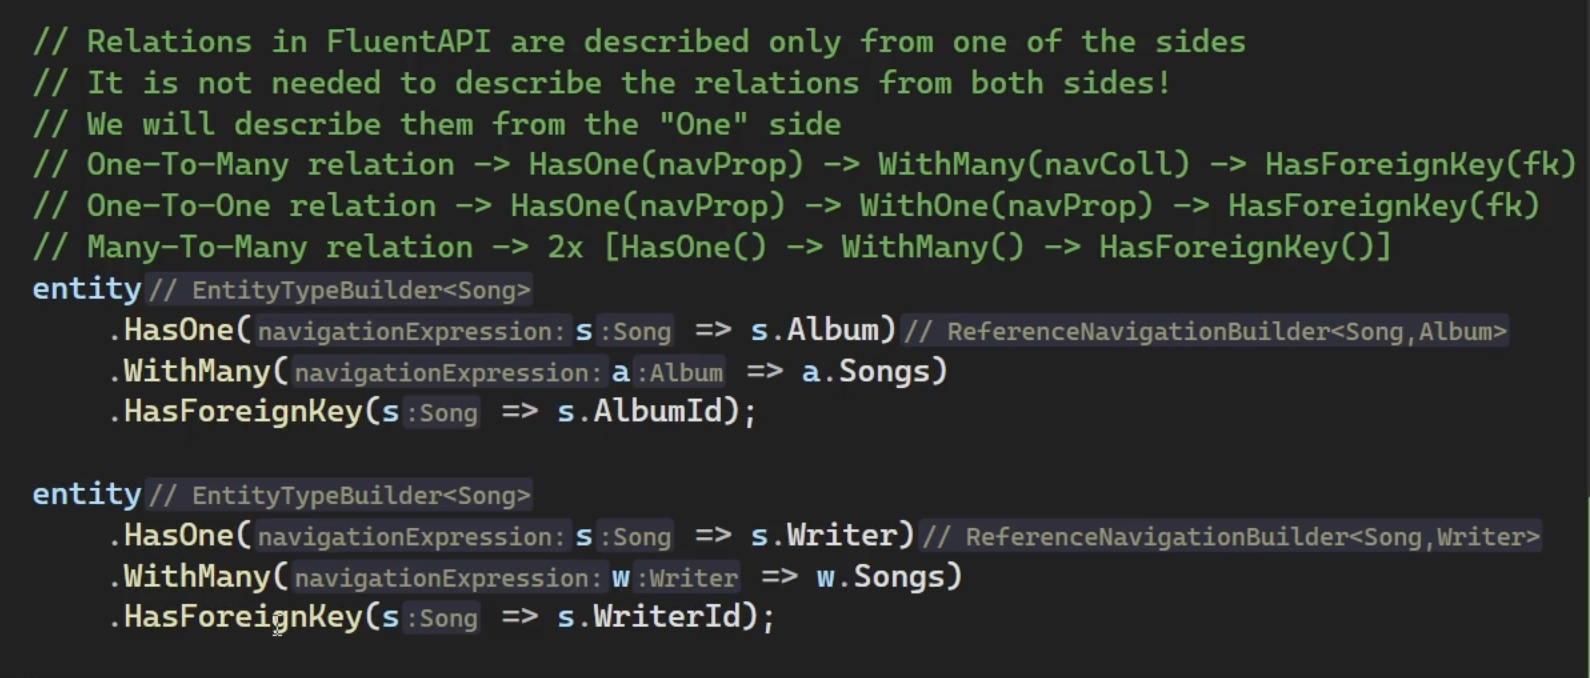 // Relations in FluentAPI are described only from one of the sides
// It is not needed to describe the relations from both sides!
// We will describe them from the "One" side
// One-To-Many relation -> HasOne(navProp) -> WithMany(navColl) -> HasForeignKey(fk)
// One-To-One relation -> HasOne(navProp) -> WithOne(navProp) -> HasForeignKey(fk)
// Many-To-Many relation -> 2x [HasOne() -> WithMany() -> HasForeignKey()]
entity // EntityTypeBuilder<Song>
.HasOne(navigationExpression: s :Song => s.Album) // ReferenceNavigationBuilder<Song,Album>
.WithMany(navigationExpression: a :Album => a.Songs)
.HasForeignKey(s :Song => s.AlbumId);
entity // EntityTypeBuilder<Song>
.HasOne(navigationExpression: s :Song => s.Writer) // ReferenceNavigationBuilder<Song,Writer>
.WithMany(navigationExpression: w :Writer => w.Songs)
.HasForeignKey(s :Song => s.WriterId);